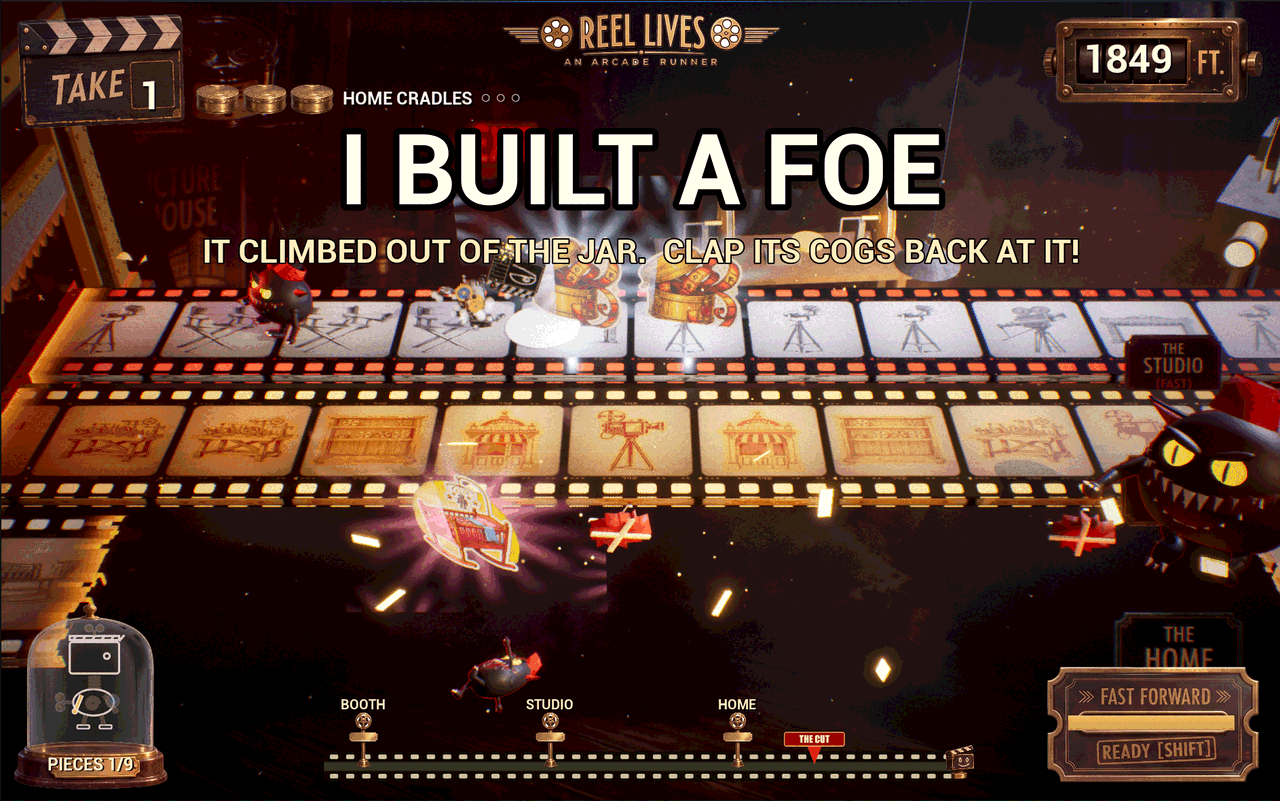 REEL LIVES
AN ARCADE RUNNER
TAKE 1
1849 FT.
HOME CRADLES
I BUILT A FOE
IT CLIMBED OUT OF THE JAR. CLAP ITS COGS BACK AT IT!
THE
STUDIO
(FAST)
THE
HOME
BOOTH
STUDIO
HOME
THE CUT
FAST FORWARD
READY [SHIFT]
PIECES 1/9